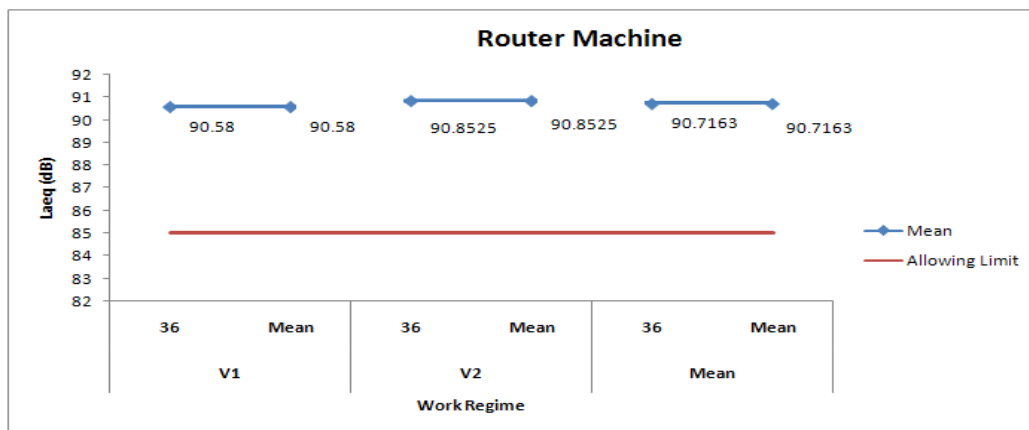 Router Machine
Laeq (dB)
92
91
90
89
88
87
86
85
84
83
82
90.58
90.58
90.8525
90.8525
90.7163
90.7163
36
Mean
36
Mean
36
Mean
V1
V2
Mean
Work Regime
Mean
Allowing Limit